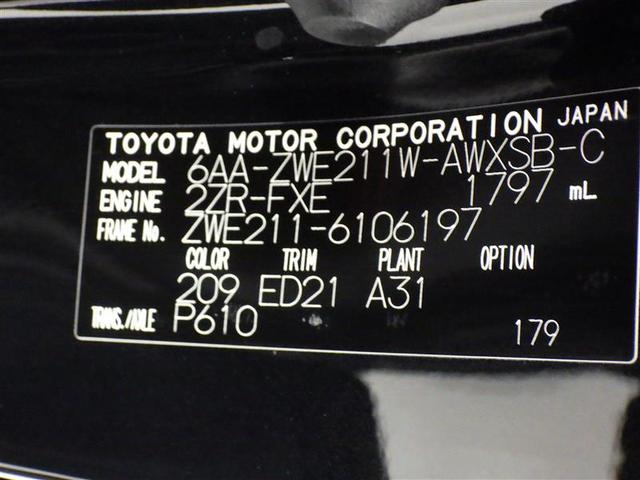 TOYOTA MOTOR CORPORATION JAPAN
MODEL 6AA-ZWE211W-AWXSB-C
ENGINE 2ZR-FXE 1797 mL
FRAME No. ZWE211-6106197
COLOR TRIM PLANT OPTION
209 ED21 A31
TRANS./AXLE P610 179